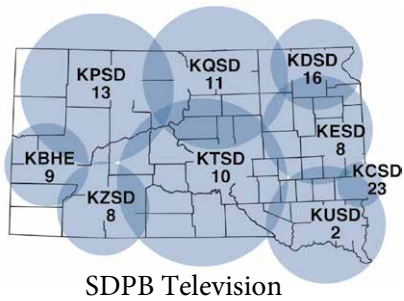 KPSD
13
KQSD
11
KDSD
16
KESD
8
KBHE
9
KTSD
10
KCSD
23
KZSD
8
KUSD
2
SDPB Television